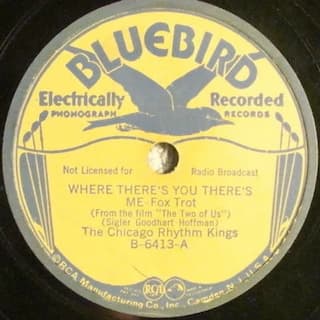 BLUEBIRD
Electrically Recorded
PHONOGRAPH RECORDS
Not Licensed for Radio Broadcast
WHERE THERE'S YOU THERE'S
ME-Fox Trot
(From the film "The Two of Us")
(Sigler-Goodhart-Hoffman)
The Chicago Rhythm Kings
B-6413-A
RCA
©RCA Manufacturing Co., Inc., Camden, N.J., U.S.A.